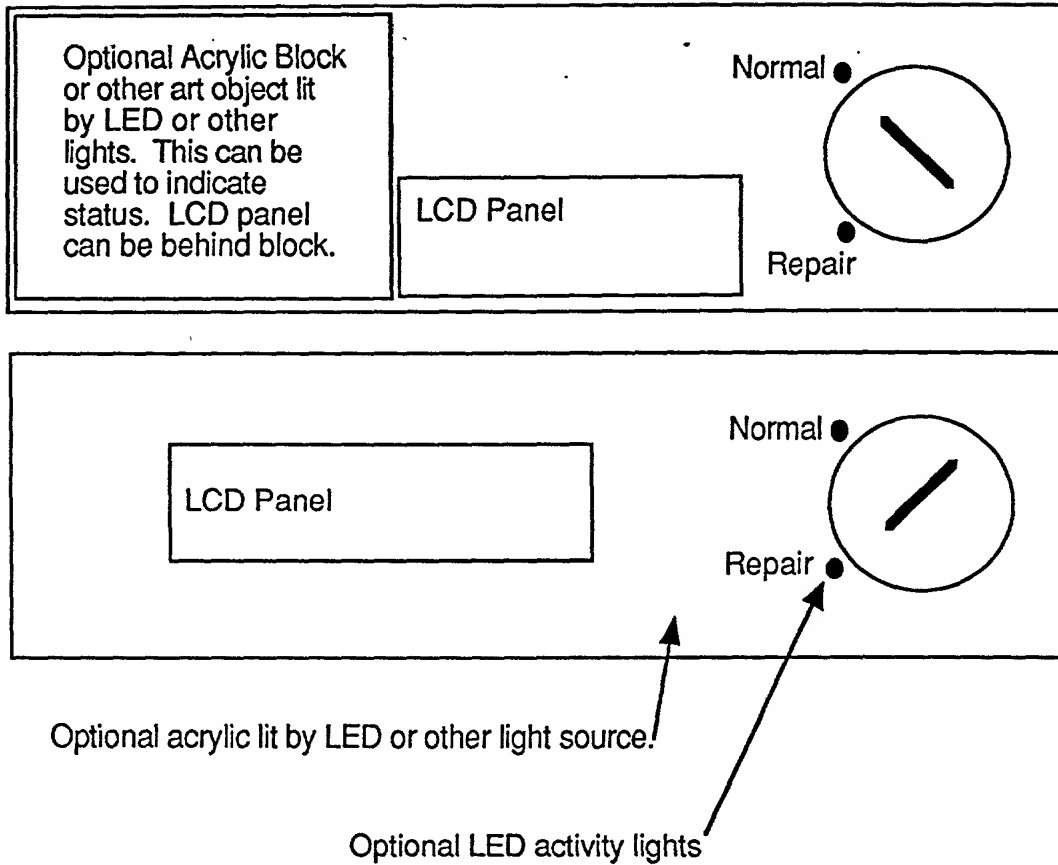 Optional Acrylic Block
or other art object lit
by LED or other
lights. This can be
used to indicate
status. LCD panel
can be behind block.
LCD Panel
Normal
Repair
LCD Panel
Normal
Repair
Optional acrylic lit by LED or other light source.
Optional LED activity lights